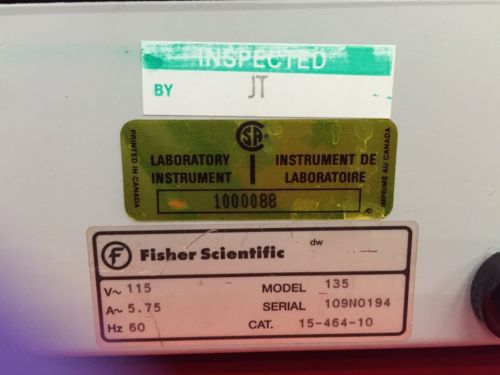 INSPECTED
BY JT
PRINTED IN CANADA
LABORATORY INSTRUMENT
INSTRUMENT DE LABORATOIRE
1000088
IMPRIMÉ AU CANADA
F Fisher Scientific
dw
V~ 115 MODEL 135
A~ 5.75 SERIAL 109N0194
Hz 60 CAT. 15-464-10